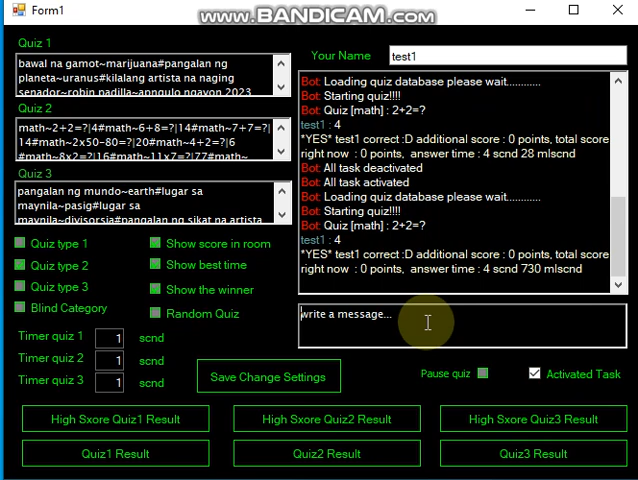 Form1
WWW.BANDICAM.COM
Quiz 1
Your Name
test1
bawal na gamot~marijuana#pangalan ng
planeta~uranus#kilalang artista na naging
senador~robin padilla~apngulo ngayon 2023
Quiz 2
math~2+2=?|4#math~6+8=?|14#math~7+7=?|
14#math~2x50-80=?|20#math~4+2=?|6
#math~8x2=?|16#math~11x7=?|77#math~
Quiz 3
pangalan ng mundo~earth#lugar sa
maynila~pasig#lugar sa
maynila~divisorsia#pangalan ng sikat na artista
Bot: Loading quiz database please wait............
Bot: Starting quiz!!!!
Bot: Quiz [math] : 2+2=?
test1 : 4
*YES* test1 correct :D additional score : 0 points, total score
right now : 0 points, answer time : 4 scnd 28 mlscnd
Bot: All task deactivated
Bot: All task activated
Bot: Loading quiz database please wait............
Bot: Starting quiz!!!!
Bot: Quiz [math] : 2+2=?
test1 : 4
*YES* test1 correct :D additional score : 0 points, total score
right now : 0 points, answer time : 4 scnd 730 mlscnd
Quiz type 1
Show score in room
Quiz type 2
Show best time
Quiz type 3
Show the winner
Blind Category
Random Quiz
write a message...
Timer quiz 1 1 scnd
Timer quiz 2 1 scnd
Timer quiz 3 1 scnd
Save Change Settings
Pause quiz
Activated Task
High Sxore Quiz1 Result
High Sxore Quiz2 Result
High Sxore Quiz3 Result
Quiz1 Result
Quiz2 Result
Quiz3 Result